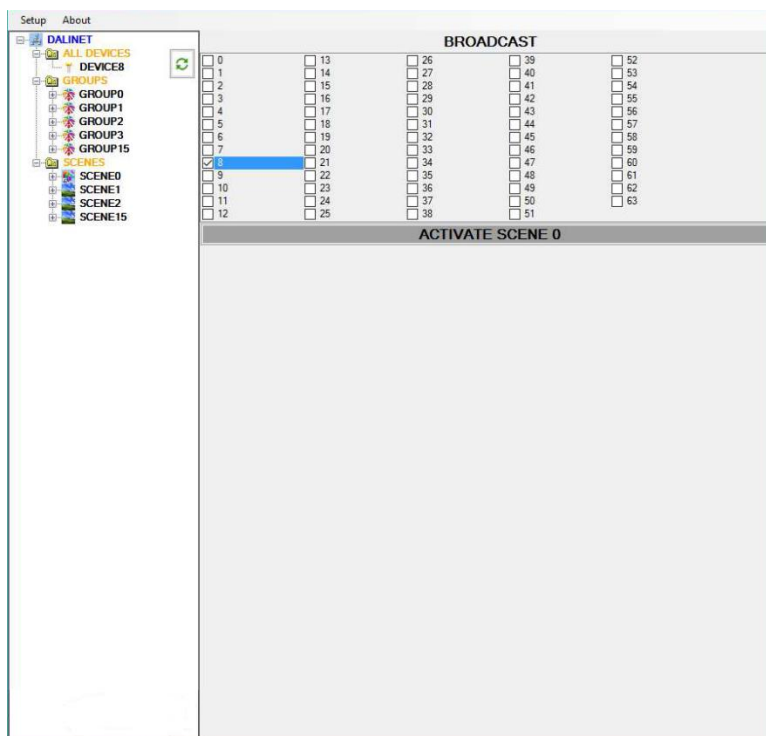 Setup About
DALINET
ALL DEVICES
DEVICE8
GROUPS
GROUP0
GROUP1
GROUP2
GROUP3
GROUP15
SCENES
SCENE0
SCENE1
SCENE2
SCENE15
BROADCAST
0 13 26 39 52
1 14 27 40 53
2 15 28 41 54
3 16 29 42 55
4 17 30 43 56
5 18 31 44 57
6 19 32 45 58
7 20 33 46 59
8 21 34 47 60
9 22 35 48 61
10 23 36 49 62
11 24 37 50 63
12 25 38 51
ACTIVATE SCENE 0